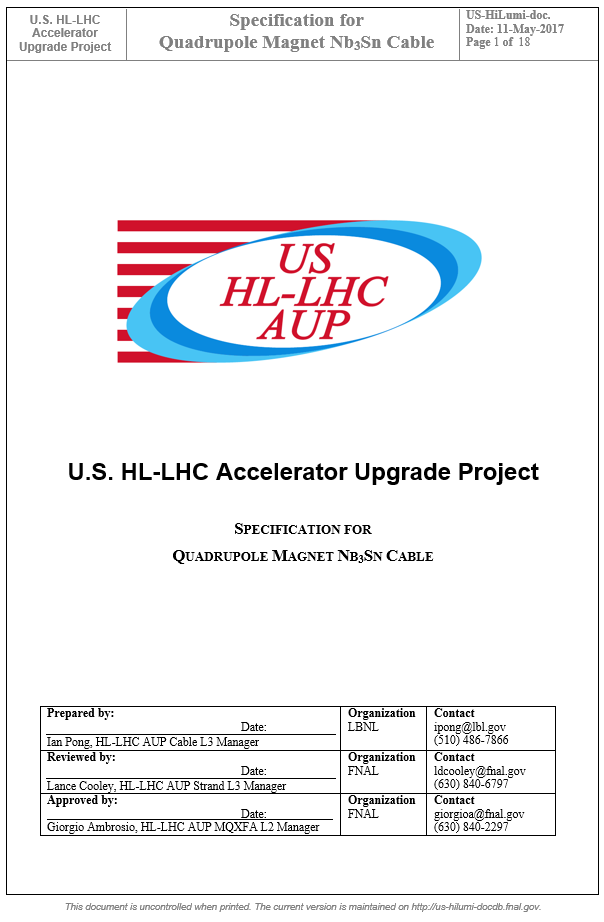 U.S. HL-LHC
Accelerator
Upgrade Project
Specification for
Quadrupole Magnet Nb₃Sn Cable
US-HiLumi-doc.
Date: 11-May-2017
Page 1 of 18
US
HL-LHC
AUP
U.S. HL-LHC Accelerator Upgrade Project
SPECIFICATION FOR
QUADRUPOLE MAGNET NB₃SN CABLE
Prepared by:
Date:
Ian Pong, HL-LHC AUP Cable L3 Manager
Organization
LBNL
Contact
ipong@lbl.gov
(510) 486-7866
Reviewed by:
Date:
Lance Cooley, HL-LHC AUP Strand L3 Manager
Organization
FNAL
Contact
ldcooley@fnal.gov
(630) 840-6797
Approved by:
Date:
Giorgio Ambrosio, HL-LHC AUP MQXFA L2 Manager
Organization
FNAL
Contact
giorgioa@fnal.gov
(630) 840-2297
This document is uncontrolled when printed. The current version is maintained on http://us-hilumi-docdb.fnal.gov.